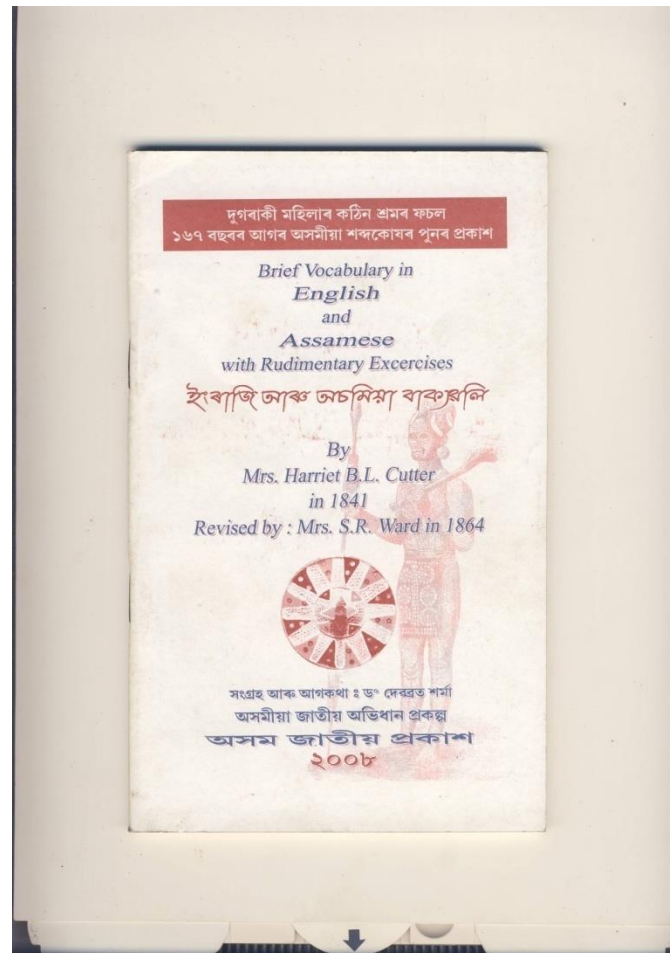 দুগৰাকী মহিলাৰ কঠিন শ্ৰমৰ ফচল
১৬৭ বছৰৰ আগৰ অসমীয়া শব্দকোষৰ পুনৰ প্ৰকাশ
Brief Vocabulary in
English
and
Assamese
with Rudimentary Excercises
ইংৰাজি আৰু অচমিয়া বাক্যাৱলি
By
Mrs. Harriet B.L. Cutter
in 1841
Revised by : Mrs. S.R. Ward in 1864
সংগ্ৰহ আৰু আগকথা ঃ ড° দেৱব্ৰত শৰ্মা
অসমীয়া জাতীয় অভিধান প্ৰকল্প
অসম জাতীয় প্ৰকাশ
২০০৮